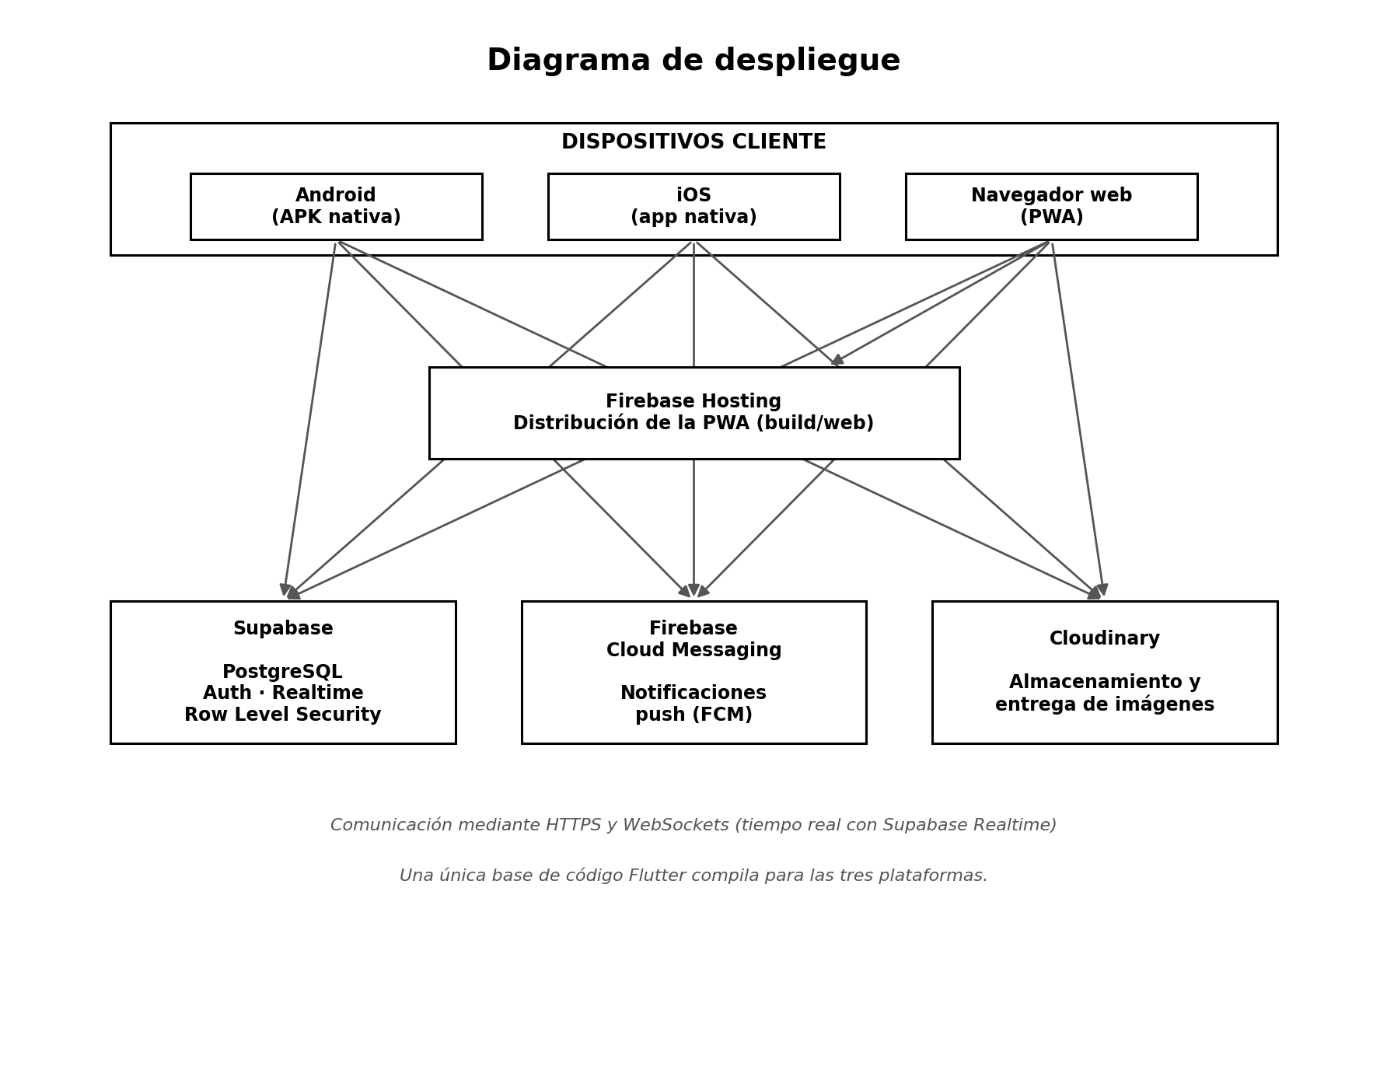 Diagrama de despliegue
DISPOSITIVOS CLIENTE
Android
(APK nativa)
iOS
(app nativa)
Navegador web
(PWA)
Firebase Hosting
Distribución de la PWA (build/web)
Supabase
PostgreSQL
Auth · Realtime
Row Level Security
Firebase
Cloud Messaging
Notificaciones
push (FCM)
Cloudinary
Almacenamiento y
entrega de imágenes
Comunicación mediante HTTPS y WebSockets (tiempo real con Supabase Realtime)
Una única base de código Flutter compila para las tres plataformas.